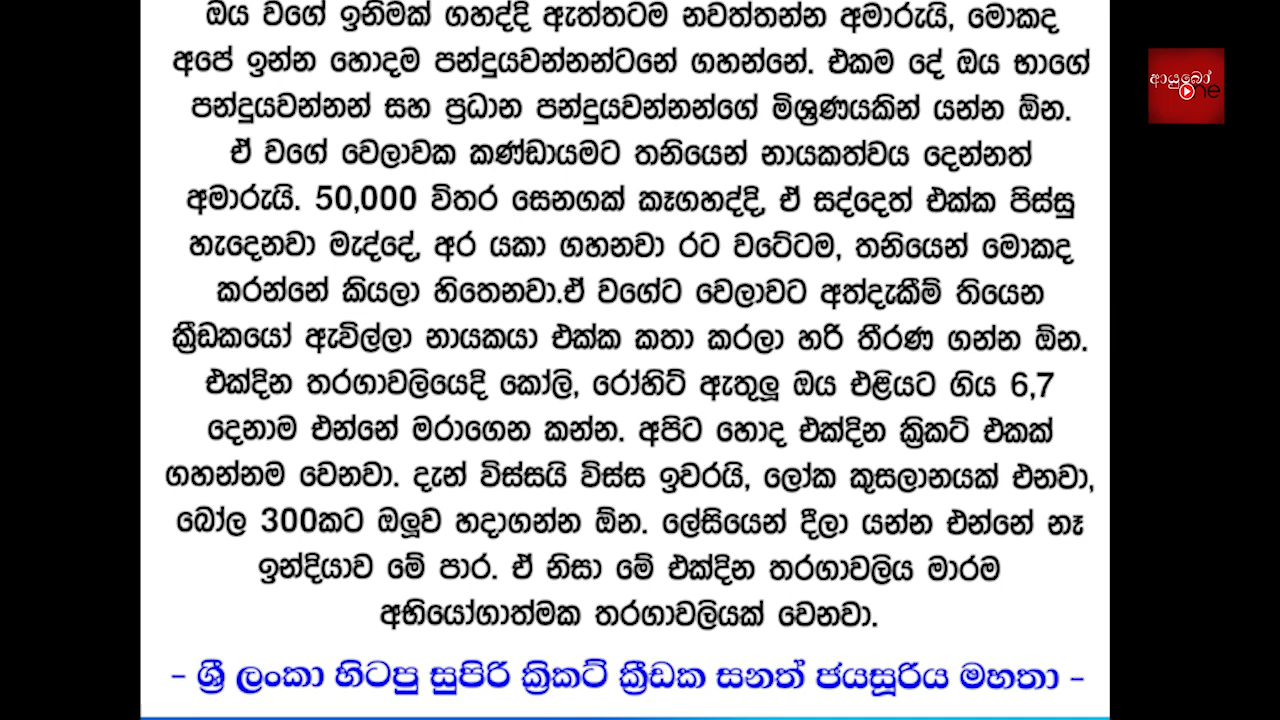 ඔය වගේ ඉනිමක් ගහද්දි ඇත්තටම නවත්තන්න අමාරුයි, මොකද
අපේ ඉන්න හොදම පන්දුයවන්නන්ටනේ ගහන්නේ. එකම දේ ඔය භාගේ
පන්දුයවන්නන් සහ ප්‍රධාන පන්දුයවන්නන්ගේ මිශ්‍රණයකින් යන්න ඕන.
ඒ වගේ වෙලාවක කණ්ඩායමට තනියෙන් නායකත්වය දෙන්නත්
අමාරුයි. 50,000 විතර සෙනගක් කෑගහද්දි, ඒ සද්දෙත් එක්ක පිස්සු
හැදෙනවා මැද්දේ, අර යකා ගහනවා රට වටේටම, තනියෙන් මොකද
කරන්නේ කියලා හිතෙනවා.ඒ වගේට වෙලාවට අත්දැකීම් තියෙන
ක්‍රීඩකයෝ ඇවිල්ලා නායකයා එක්ක කතා කරලා හරි තීරණ ගන්න ඕන.
එක්දින තරගාවලියෙදි කෝලි, රෝහිට් ඇතුලූ ඔය එළියට ගිය 6,7
දෙනාම එන්නේ මරාගෙන කන්න. අපිට හොද එක්දින ක්‍රිකට් එකක්
ගහන්නම වෙනවා. දැන් විස්සයි විස්ස ඉවරයි, ලෝක කුසලානයක් එනවා,
බෝල 300කට ඔලූව හදාගන්න ඕන. ලේසියෙන් දීලා යන්න එන්නේ නෑ
ඉන්දියාව මේ පාර. ඒ නිසා මේ එක්දින තරගාවලිය මාරම
අභියෝගාත්මක තරගාවලියක් වෙනවා.
– ශ්‍රී ලංකා හිටපු සුපිරි ක්‍රිකට් ක්‍රීඩක සනත් ජයසූරිය මහතා –
ආයුබෝ
one